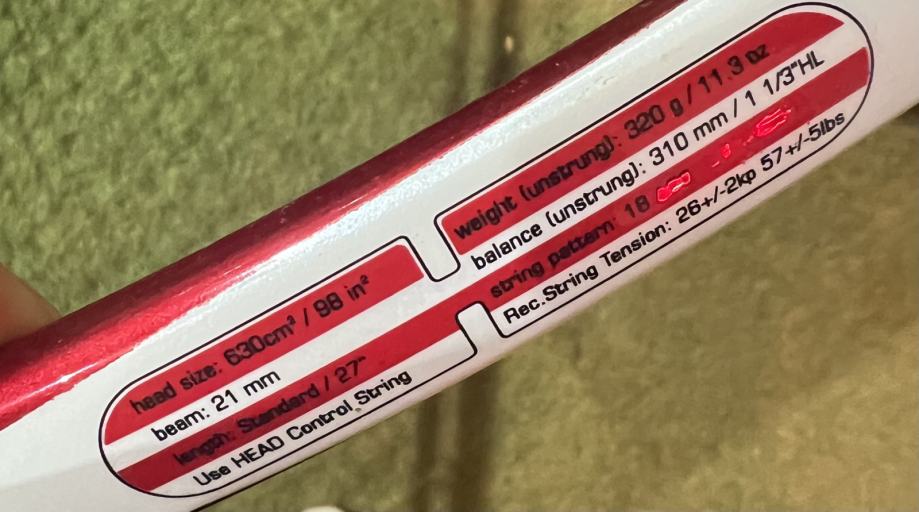 head size: 630cm² / 98 in²
beam: 21 mm
length: Standard / 27"
Use HEAD Control String
weight (unstrung): 320 g / 11.3 oz
balance (unstrung): 310 mm / 1 1/3"HL
string pattern: 18
Rec.String Tension: 26+/-2kp 57+/-5lbs